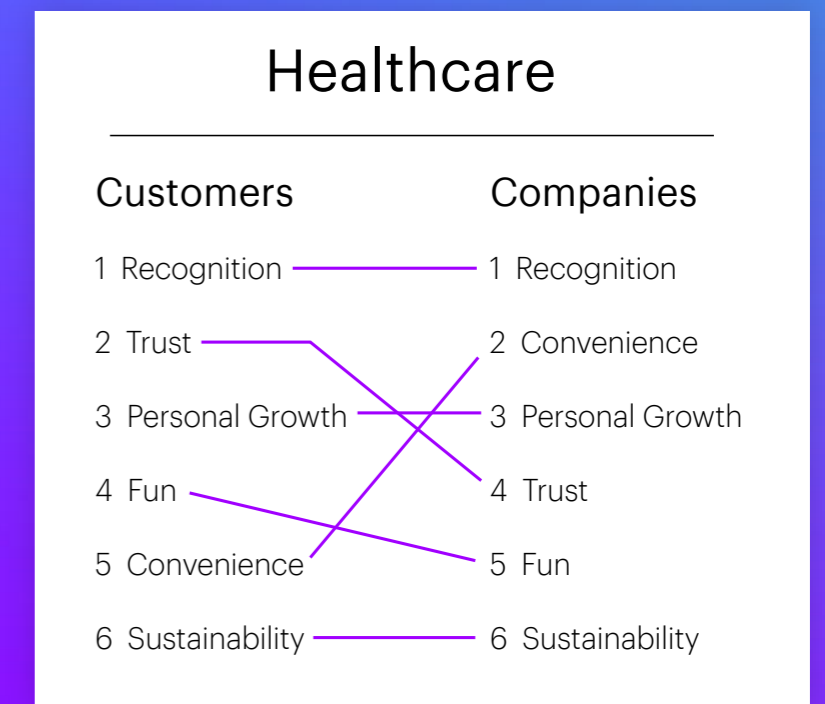 Healthcare
Customers Companies
1 Recognition 1 Recognition
2 Trust 2 Convenience
3 Personal Growth 3 Personal Growth
4 Fun 4 Trust
5 Convenience 5 Fun
6 Sustainability 6 Sustainability